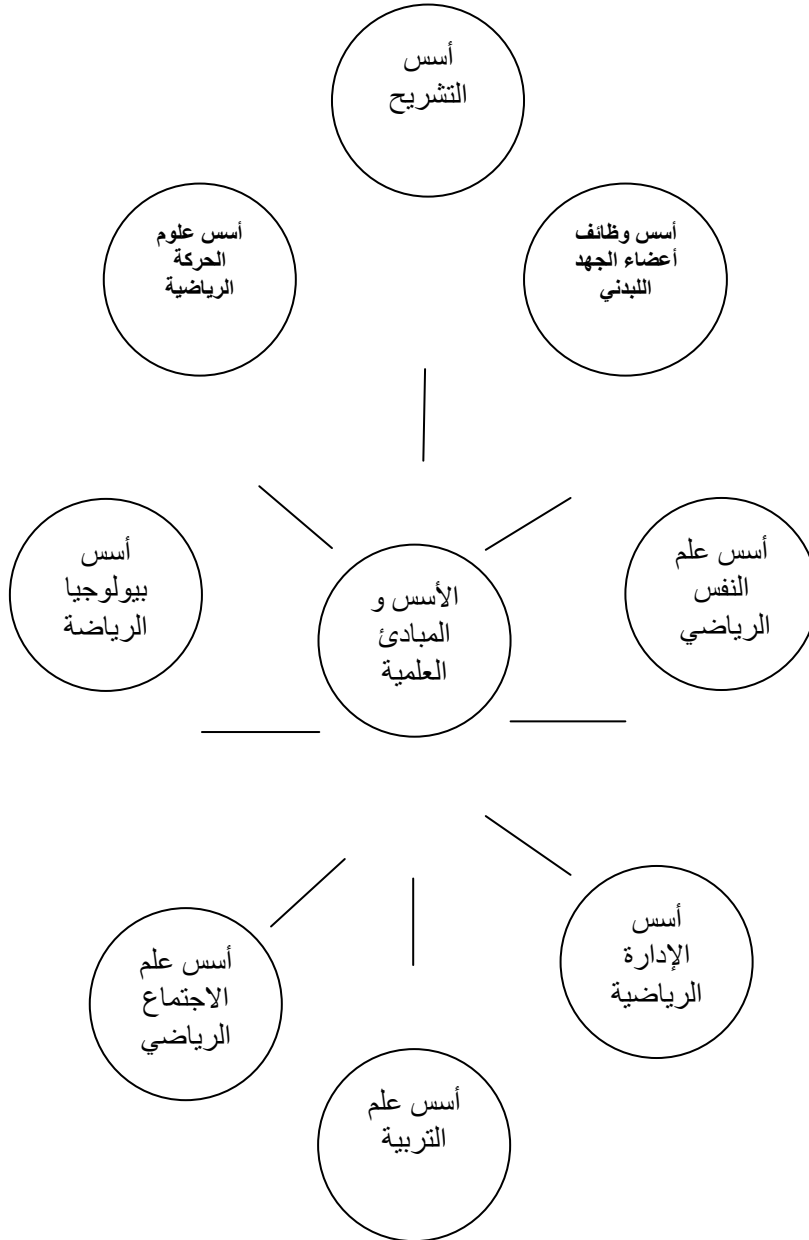 أسس
التشريح
أسس وظائف
أعضاء الجهد
اللبدني
أسس علوم
الحركة
الرياضية
أسس علم
النفس
الرياضي
الأسس و
المبادئ
العلمية
أسس
بيولوجيا
الرياضة
أسس
الإدارة
الرياضية
أسس علم
الاجتماع
الرياضي
أسس علم
التربية